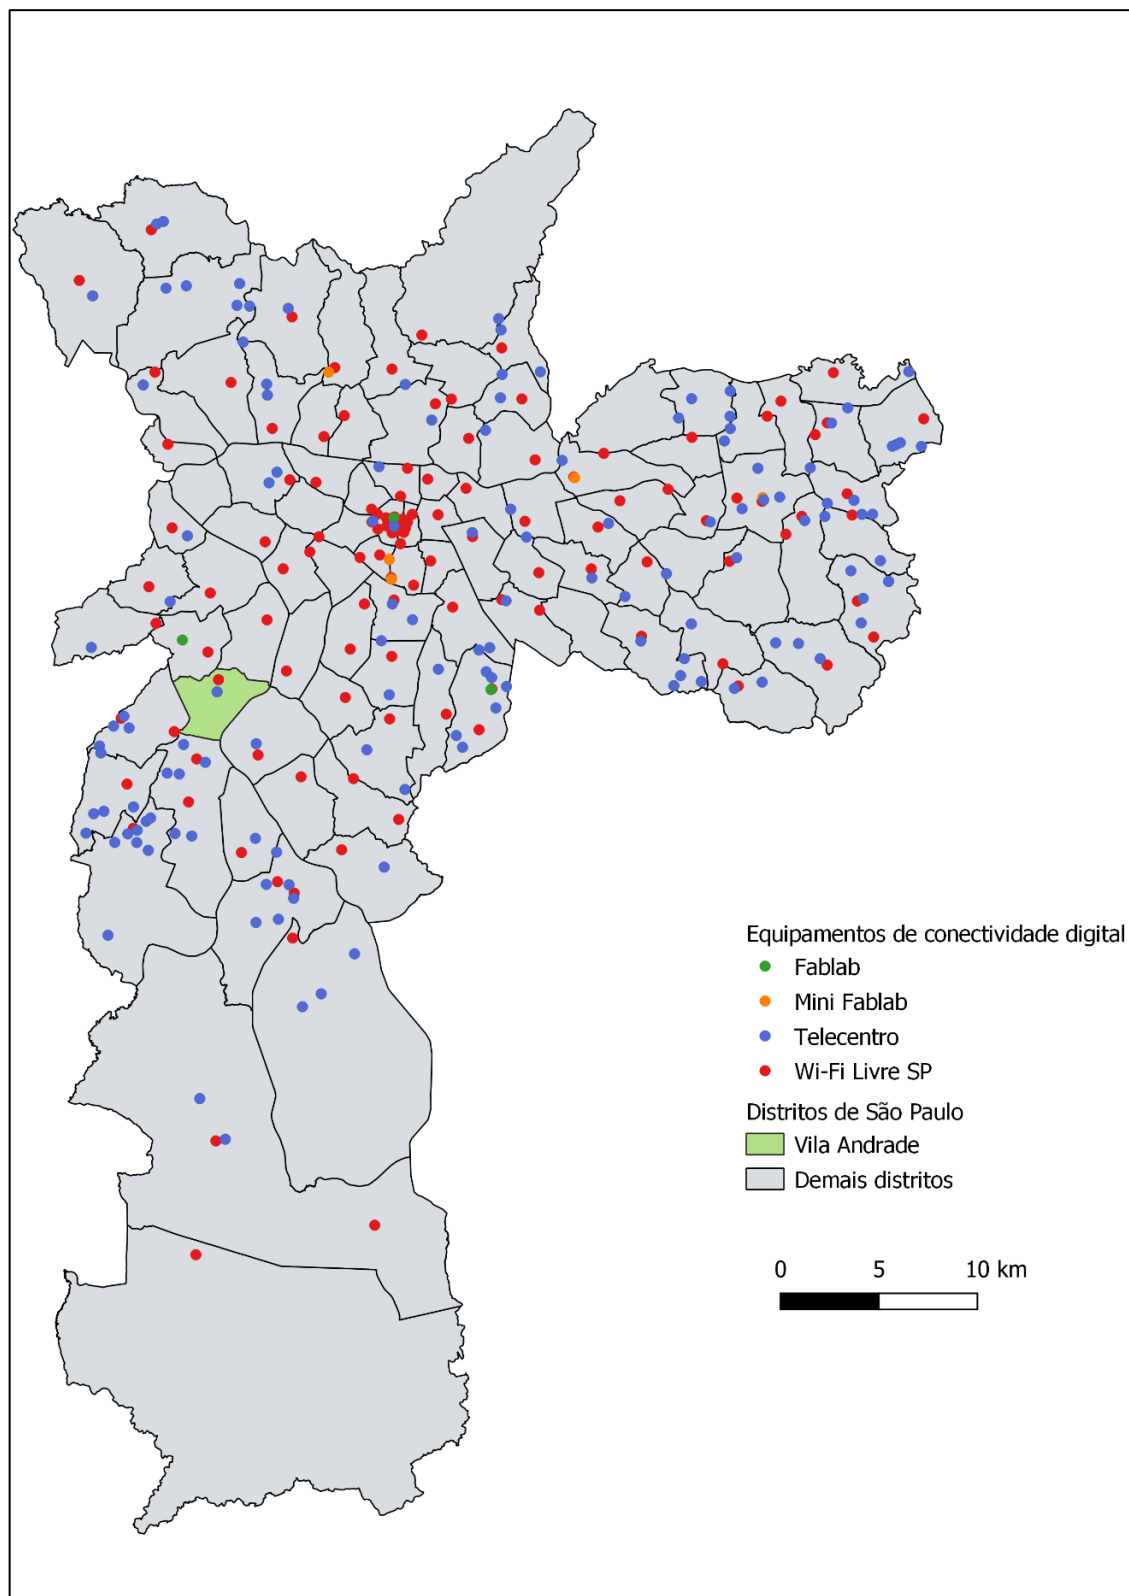 Equipamentos de conectividade digital
Fablab
Mini Fablab
Telecentro
Wi-Fi Livre SP
Distritos de São Paulo
Vila Andrade
Demais distritos
0 5 10 km